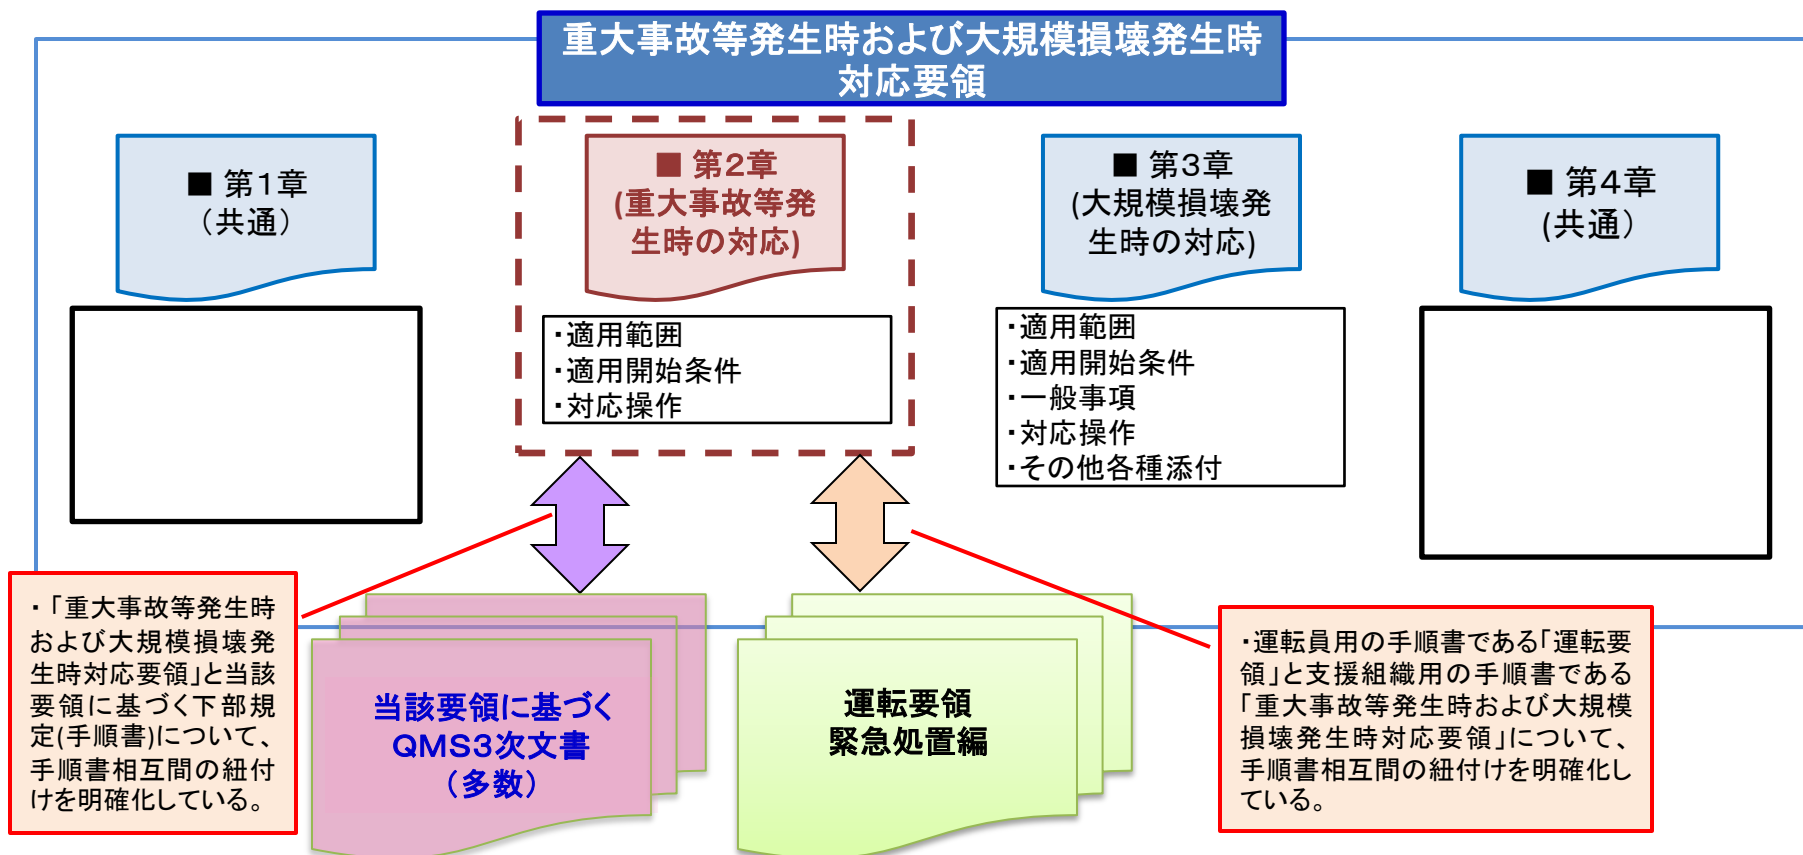 重大事故等発生時および大規模損壊発生時
対応要領
■ 第1章
（共通）
■ 第2章
(重大事故等発
生時の対応)
■ 第3章
(大規模損壊発
生時の対応)
■ 第4章
(共通）
・適用範囲
・適用開始条件
・対応操作
・適用範囲
・適用開始条件
・一般事項
・対応操作
・その他各種添付
・「重大事故等発生時
および大規模損壊発
生時対応要領」と当該
要領に基づく下部規
定(手順書)について、
手順書相互間の紐付
けを明確化している。
当該要領に基づく
QMS3次文書
（多数）
運転要領
緊急処置編
・運転員用の手順書である「運転要
領」と支援組織用の手順書である
「重大事故等発生時および大規模
損壊発生時対応要領」について、
手順書相互間の紐付けを明確化し
ている。